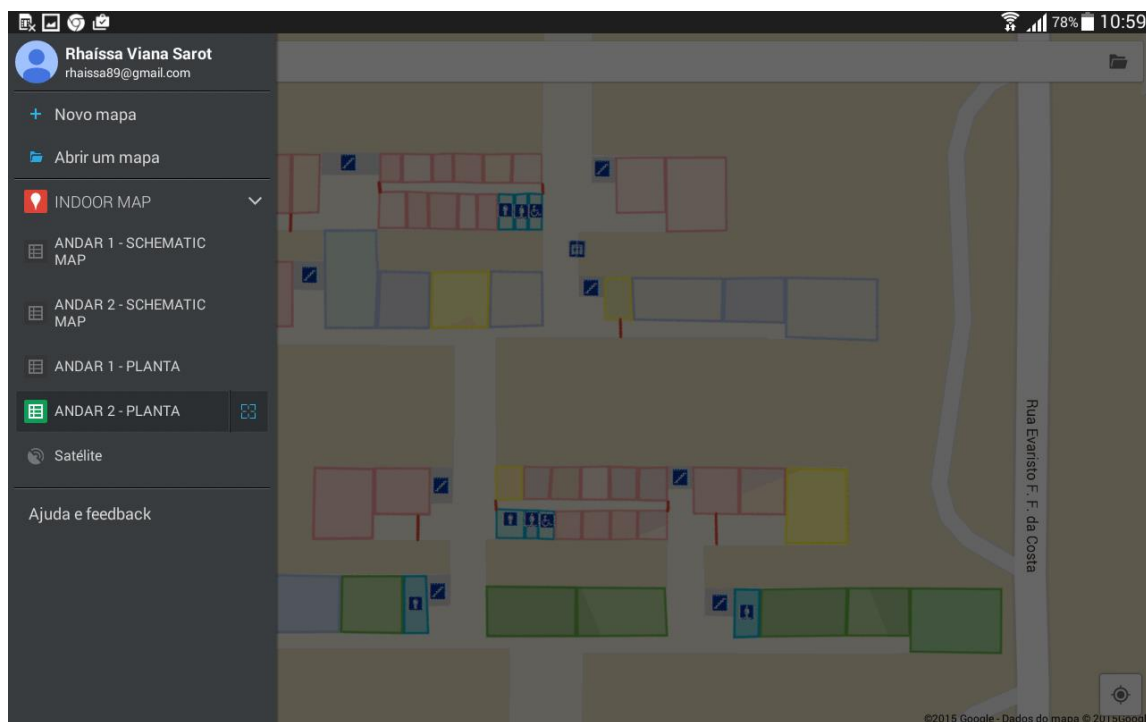 78% 10:59
Rhaíssa Viana Sarot
rhaissa89@gmail.com
Novo mapa
Abrir um mapa
INDOOR MAP
ANDAR 1 - SCHEMATIC
MAP
ANDAR 2 - SCHEMATIC
MAP
ANDAR 1 - PLANTA
ANDAR 2 - PLANTA
Satélite
Ajuda e feedback
Rua Evaristo F. F. da Costa
©2015 Google - Dados do mapa © 2015Goog